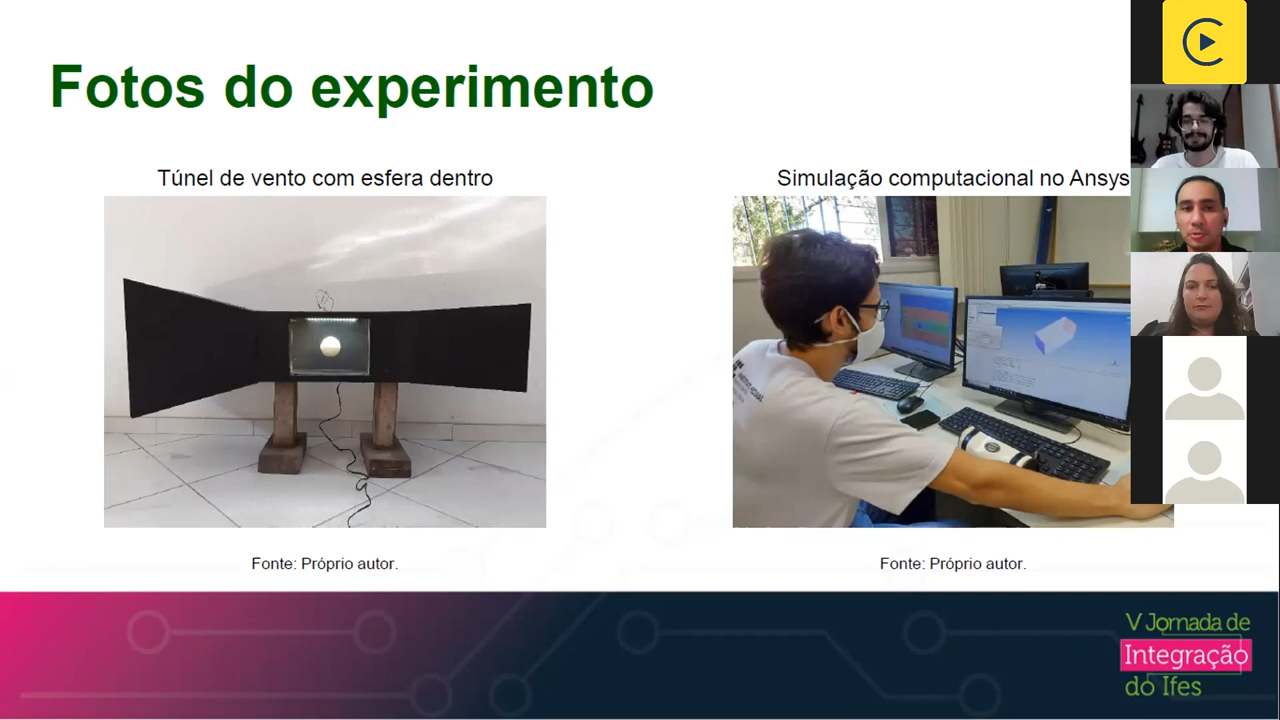 Fotos do experimento
Túnel de vento com esfera dentro
Simulação computacional no Ansys
Fonte: Próprio autor.
Fonte: Próprio autor.
V Jornada de
Integração
do Ifes